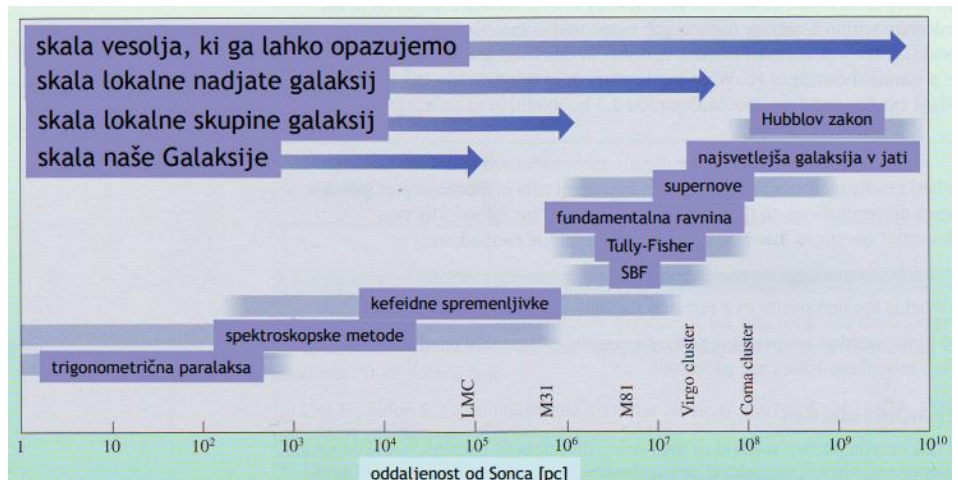 skala vesolja, ki ga lahko opazujemo
skala lokalne nadjate galaksij
skala lokalne skupine galaksij
skala naše Galaksije
Hubblov zakon
najsvetlejša galaksija v jati
supernove
fundamentalna ravnina
Tully-Fisher
SBF
kefeidne spremenljivke
spektroskopske metode
trigonometrična paralaksa
LMC
M31
M81
Virgo cluster
Coma cluster
1 10 10² 10³ 10⁴ 10⁵ 10⁶ 10⁷ 10⁸ 10⁹ 10¹⁰
oddaljenost od Sonca [pc]